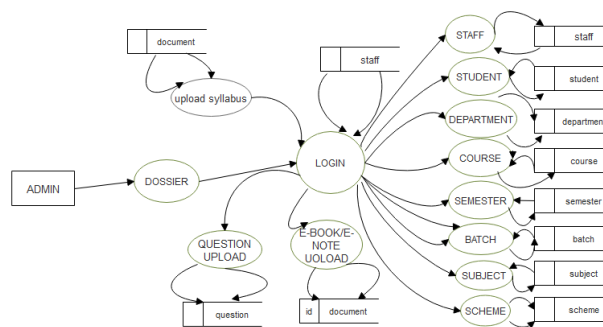 document
staff
STAFF
staff
STUDENT
student
upload syllabus
DEPARTMENT
department
LOGIN
COURSE
course
ADMIN
DOSSIER
SEMESTER
semester
QUESTION
UPLOAD
E-BOOK/E-
NOTE
UOLOAD
BATCH
batch
SUBJECT
subject
question
id
document
SCHEME
scheme